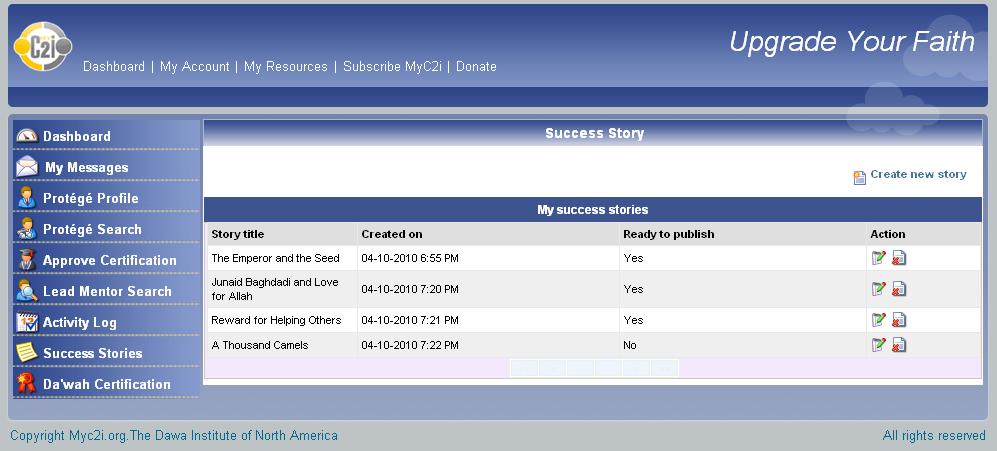 C2i
Upgrade Your Faith
Dashboard | My Account | My Resources | Subscribe MyC2i | Donate
Dashboard
My Messages
Protégé Profile
Protégé Search
Approve Certification
Lead Mentor Search
Activity Log
Success Stories
Da'wah Certification
Success Story
Create new story
My success stories
Story title Created on Ready to publish Action
The Emperor and the Seed 04-10-2010 6:55 PM Yes
Junaid Baghdadi and Love
for Allah 04-10-2010 7:20 PM Yes
Reward for Helping Others 04-10-2010 7:21 PM Yes
A Thousand Camels 04-10-2010 7:22 PM No
Copyright Myc2i.org.The Dawa Institute of North America
All rights reserved